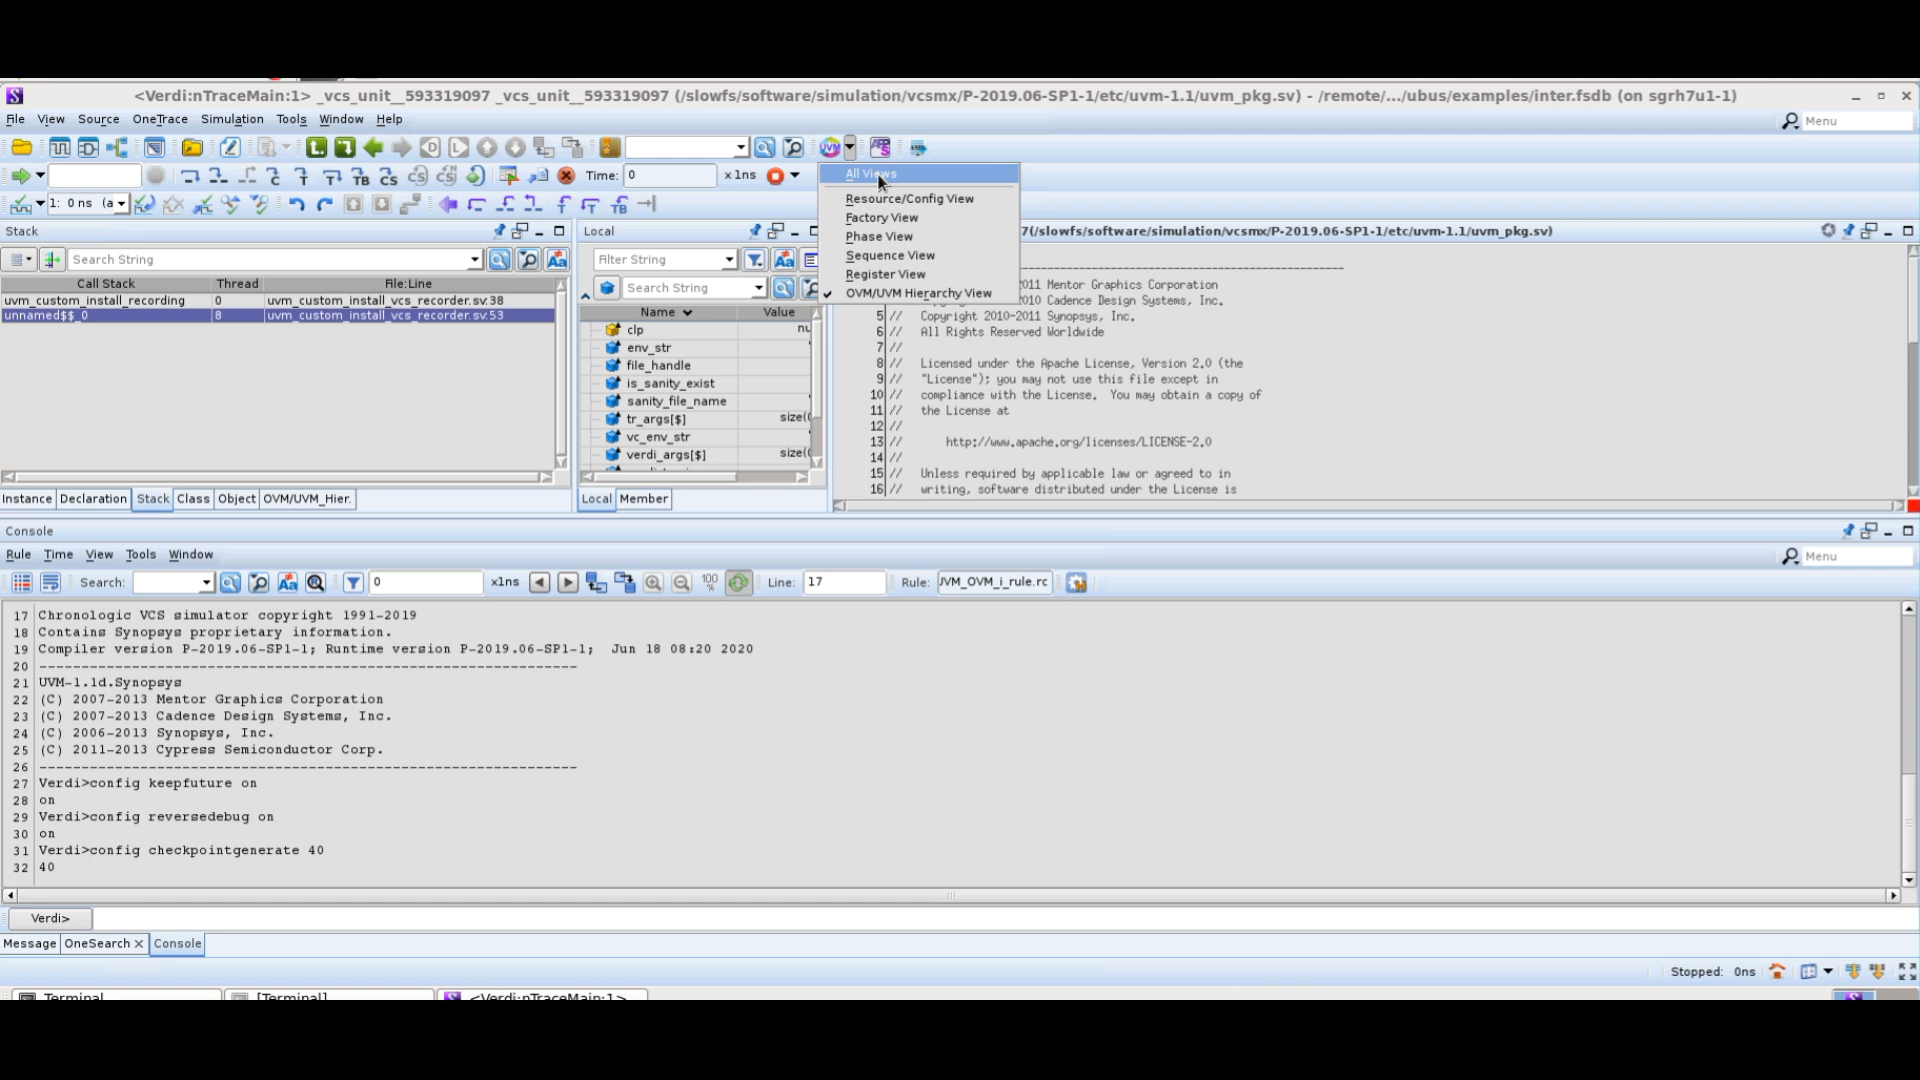 <Verdi:nTraceMain:1> _vcs_unit__593319097 _vcs_unit__593319097 (/slowfs/software/simulation/vcsmx/P-2019.06-SP1-1/etc/uvm-1.1/uvm_pkg.sv) - /remote/.../ubus/examples/inter.fsdb (on sgrh7u1-1)
File View Source OneTrace Simulation Tools Window Help Menu
Time: 0 x 1ns
1: 0 ns (a
All Views
Resource/Config View
Factory View
Phase View
Sequence View
Register View
OVM/UVM Hierarchy View
Stack
Search String
Call Stack Thread File:Line
uvm_custom_install_recording 0 uvm_custom_install_vcs_recorder.sv:38
unnamed$$_0 8 uvm_custom_install_vcs_recorder.sv:53
Instance Declaration Stack Class Object OVM/UVM_Hier.
Local
Filter String
Search String
Name Value
clp nu
env_str
file_handle
is_sanity_exist
sanity_file_name
tr_args[$] size(
vc_env_str
verdi_args[$] size(
Local Member
7(/slowfs/software/simulation/vcsmx/P-2019.06-SP1-1/etc/uvm-1.1/uvm_pkg.sv)
011 Mentor Graphics Corporation
010 Cadence Design Systems, Inc.
5 // Copyright 2010-2011 Synopsys, Inc.
6 // All Rights Reserved Worldwide
7 //
8 // Licensed under the Apache License, Version 2.0 (the
9 // "License"); you may not use this file except in
10 // compliance with the License. You may obtain a copy of
11 // the License at
12 //
13 // http://www.apache.org/licenses/LICENSE-2.0
14 //
15 // Unless required by applicable law or agreed to in
16 // writing, software distributed under the License is
Console
Rule Time View Tools Window Menu
Search: 0 x1ns 100 % Line: 17 Rule: JVM_OVM_i_rule.rc
17 Chronologic VCS simulator copyright 1991-2019
18 Contains Synopsys proprietary information.
19 Compiler version P-2019.06-SP1-1; Runtime version P-2019.06-SP1-1; Jun 18 08:20 2020
20 ----------------------------------------------------------------
21 UVM-1.1d.Synopsys
22 (C) 2007-2013 Mentor Graphics Corporation
23 (C) 2007-2013 Cadence Design Systems, Inc.
24 (C) 2006-2013 Synopsys, Inc.
25 (C) 2011-2013 Cypress Semiconductor Corp.
26 ----------------------------------------------------------------
27 Verdi>config keepfuture on
28 on
29 Verdi>config reversedebug on
30 on
31 Verdi>config checkpointgenerate 40
32 40
Verdi>
Message OneSearch Console
Stopped: 0ns
Terminal [Terminal] <Verdi:nTraceMain:1>